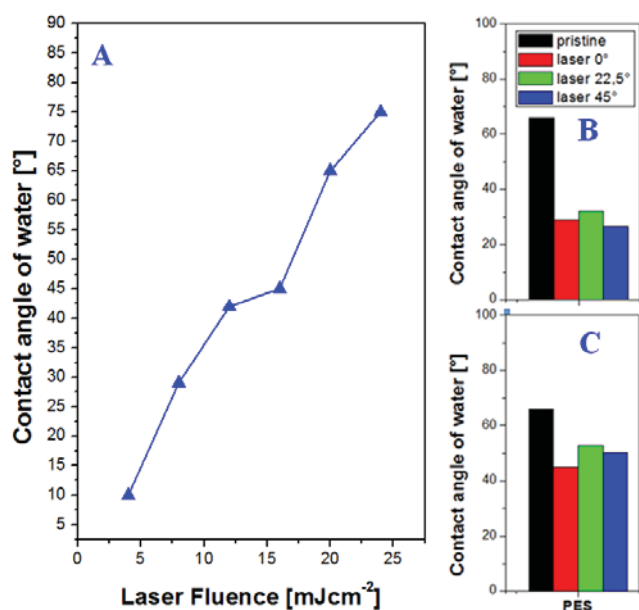 A
Contact angle of water [°]
90
85
80
75
70
65
60
55
50
45
40
35
30
25
20
15
10
5
0 5 10 15 20 25
Laser Fluence [mJcm-2]
B
pristine
laser 0°
laser 22,5°
laser 45°
Contact angle of water [°]
100
80
60
40
20
0
C
Contact angle of water [°]
100
80
60
40
20
0
PES